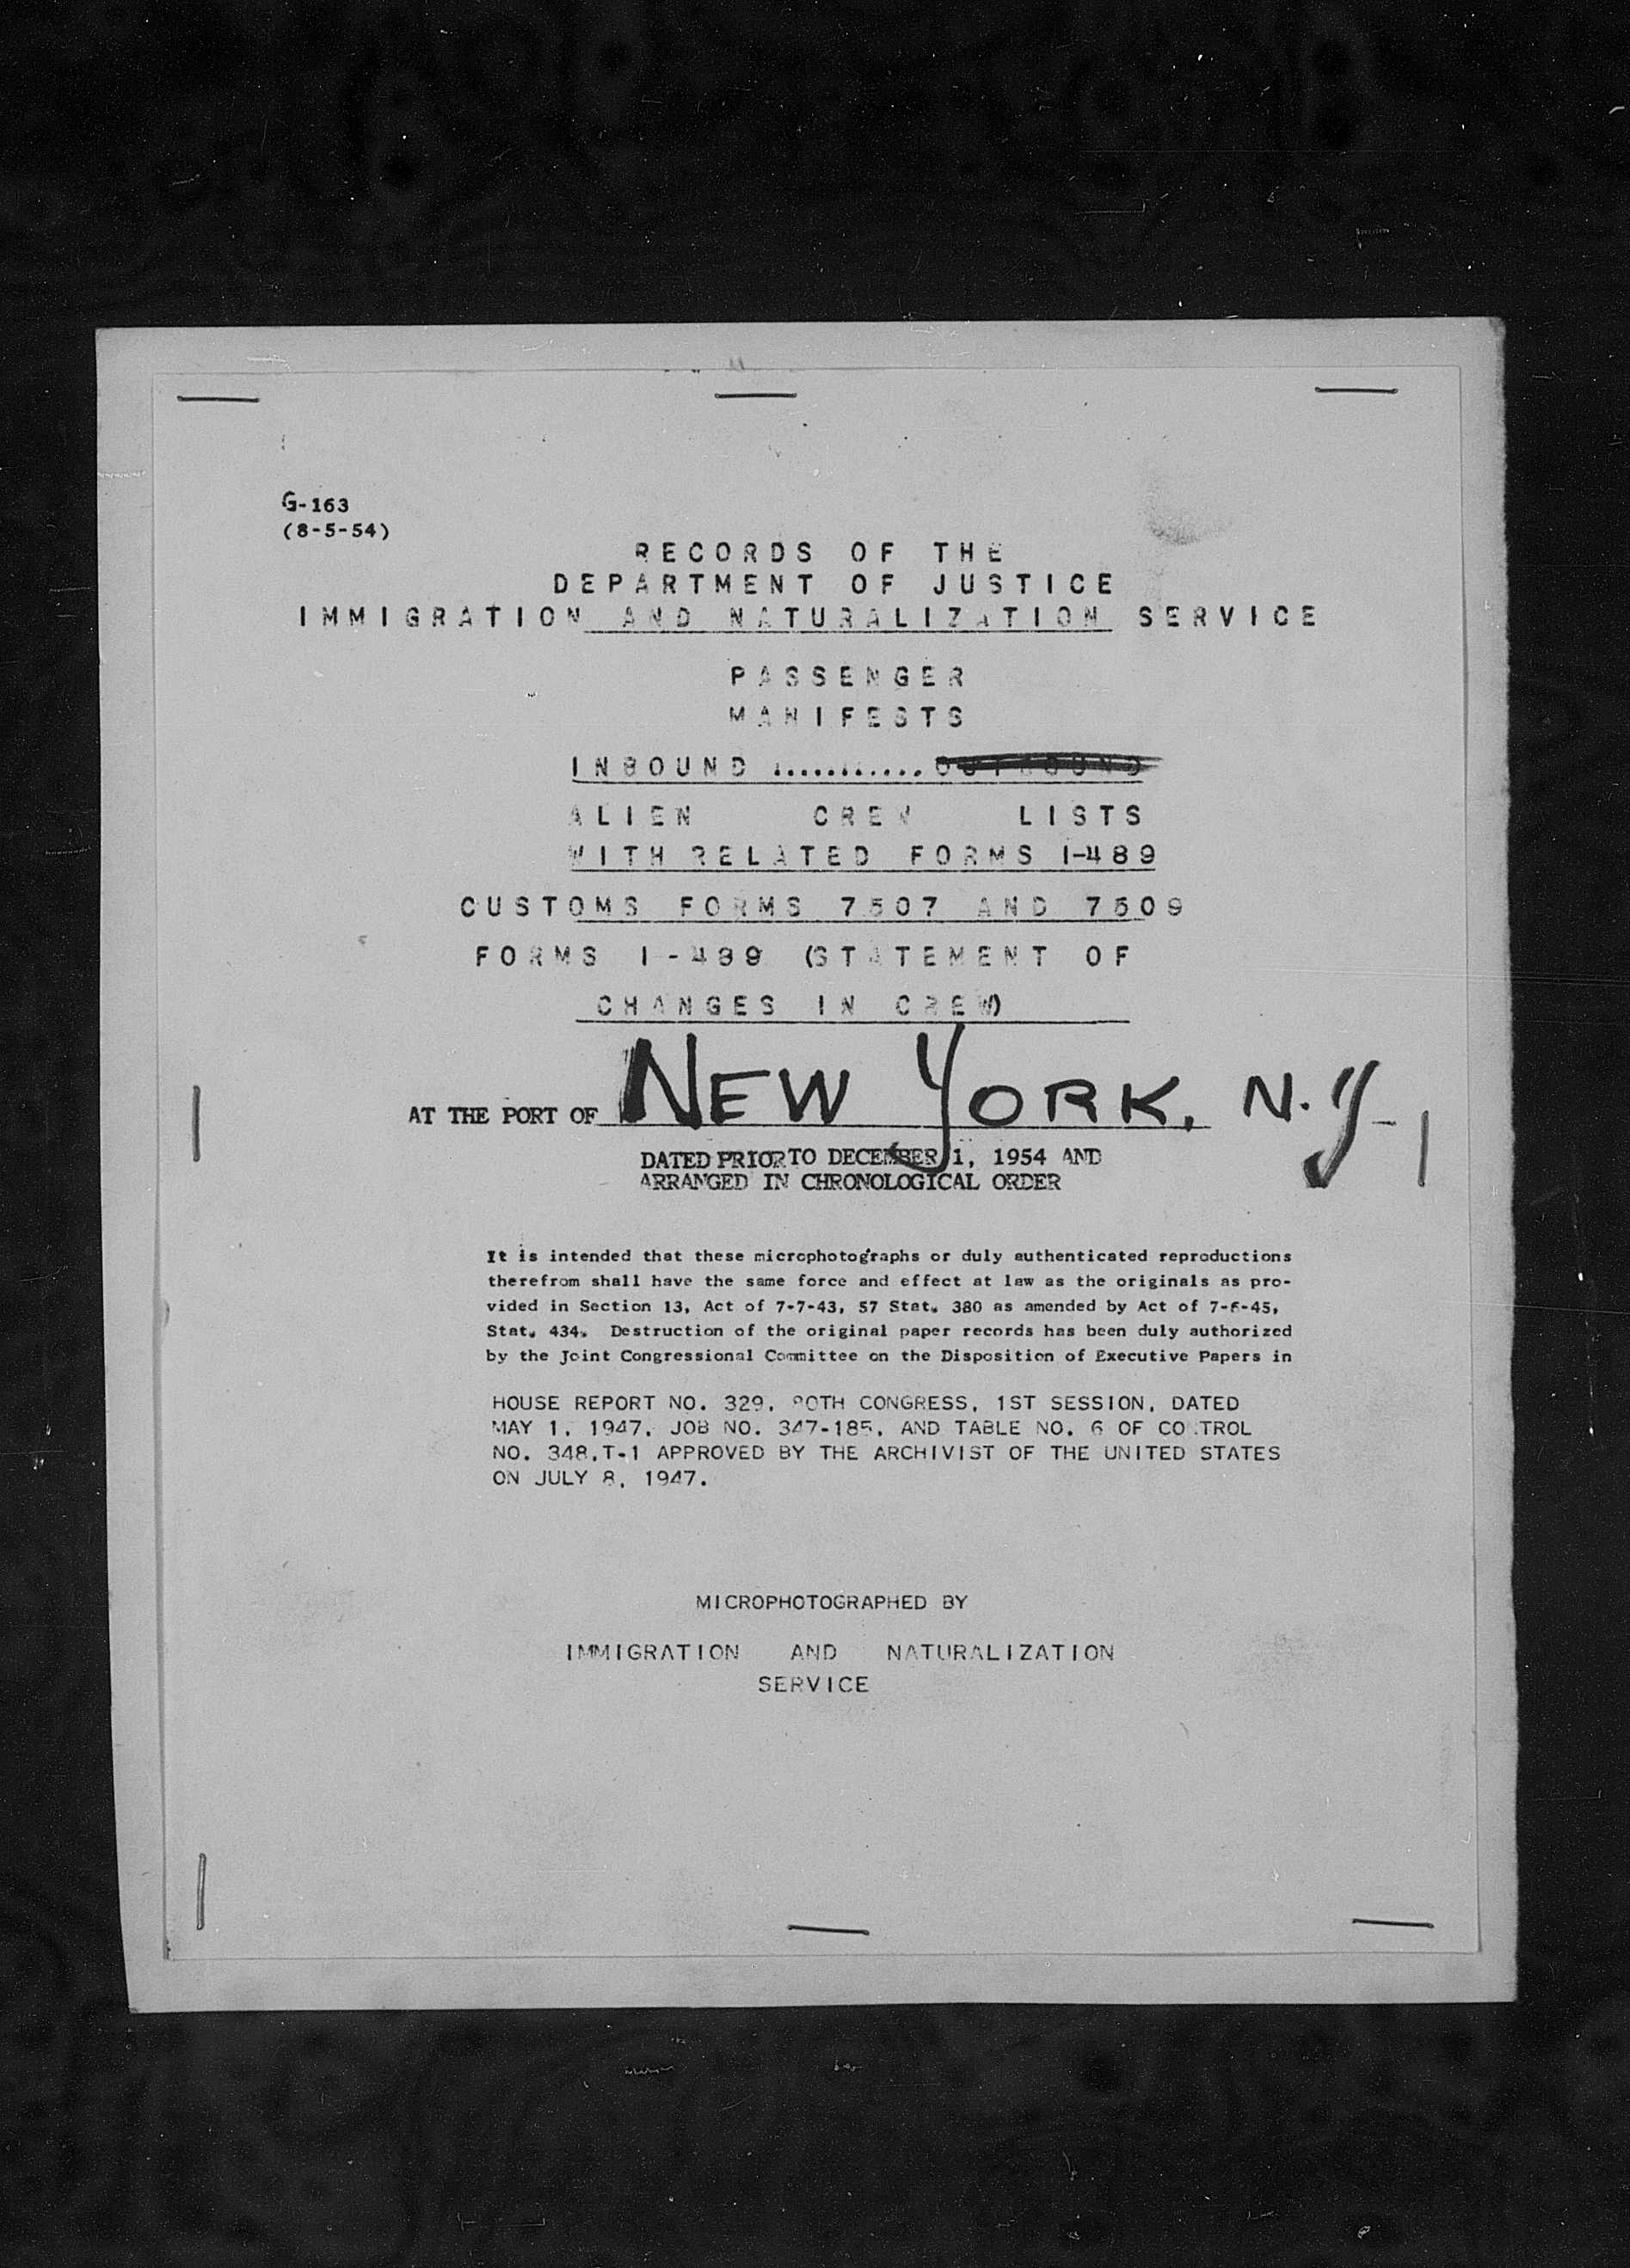 G-163
(8-5-54)
RECORDS OF THE
DEPARTMENT OF JUSTICE
IMMIGRATION AND NATURALIZATION SERVICE
PASSENGER
MANIFESTS
INBOUND ............OUTBOUND
ALIEN CREW LISTS
WITH RELATED FORMS I-489
CUSTOMS FORMS 7507 AND 7509
FORMS I-489 (STATEMENT OF
CHANGES IN CREW)
AT THE PORT OF NEW YORK, N.Y.
DATED PRIOR TO DECEMBER 1, 1954 AND
ARRANGED IN CHRONOLOGICAL ORDER
It is intended that these microphotographs or duly authenticated reproductions
therefrom shall have the same force and effect at law as the originals as pro-
vided in Section 13, Act of 7-7-43, 57 Stat. 380 as amended by Act of 7-6-45,
Stat. 434. Destruction of the original paper records has been duly authorized
by the Joint Congressional Committee on the Disposition of Executive Papers in
HOUSE REPORT NO. 329, 80TH CONGRESS, 1ST SESSION, DATED
MAY 1, 1947, JOB NO. 347-185, AND TABLE NO. 6 OF CONTROL
NO. 348.T-1 APPROVED BY THE ARCHIVIST OF THE UNITED STATES
ON JULY 8, 1947.
MICROPHOTOGRAPHED BY
IMMIGRATION AND NATURALIZATION
SERVICE